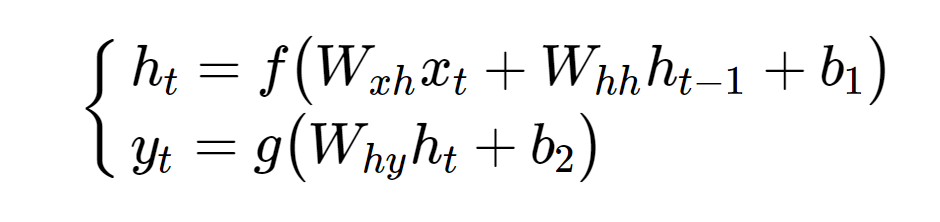 h_t = f(W_{xh}x_t + W_{hh}h_{t-1} + b_1)
y_t = g(W_{hy}h_t + b_2)